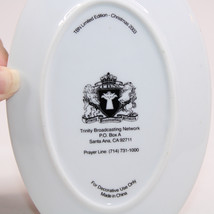 TBN Limited Edition - Christmas 2003
Trinity Broadcasting Network
P.O. Box A
Santa Ana, CA 92711
Prayer Line: (714) 731-1000
For Decorative Use Only
Made in China